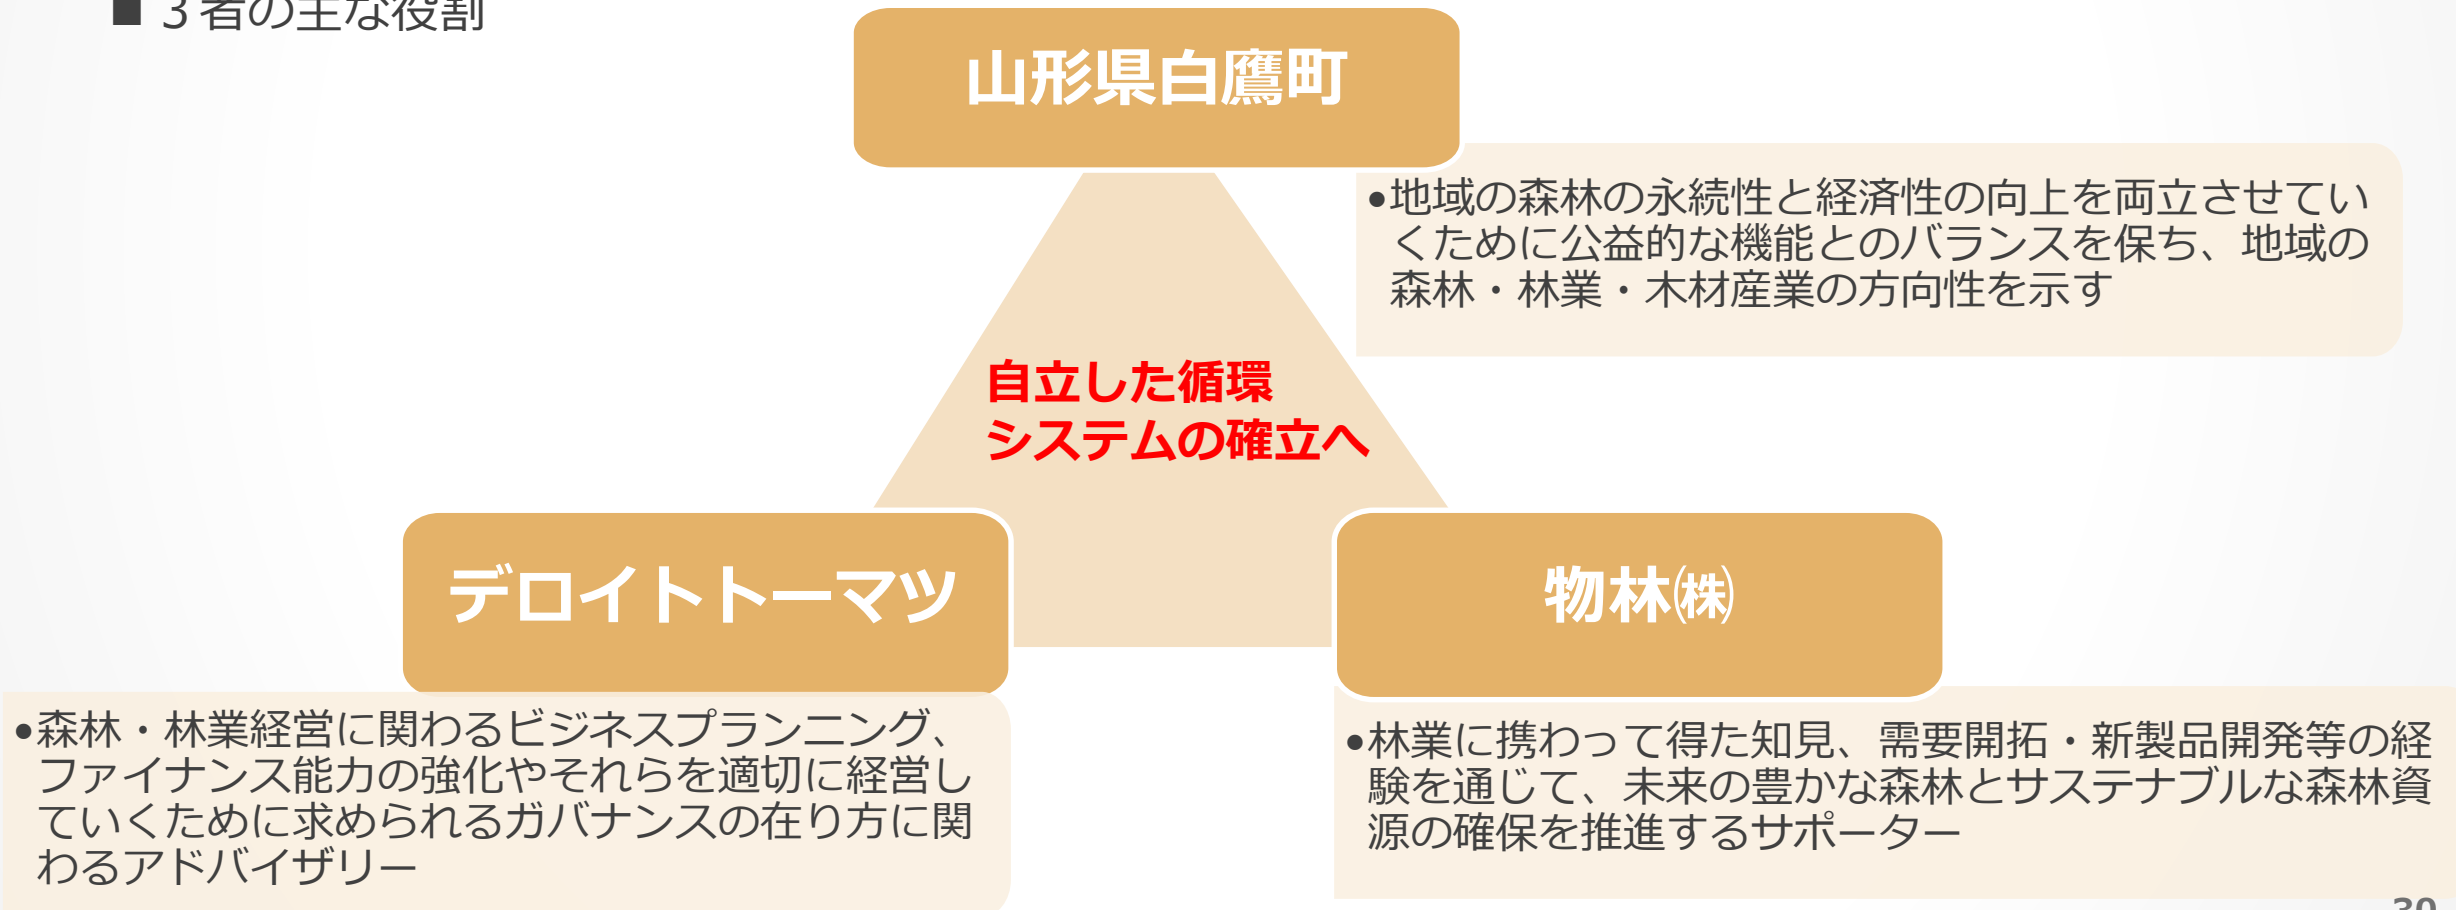 ■ 3者の主な役割
山形県白鷹町
•地域の森林の永続性と経済性の向上を両立させてい
くために公益的な機能とのバランスを保ち、地域の
森林・林業・木材産業の方向性を示す
自立した循環
システムの確立へ
デロイトトーマツ
•森林・林業経営に関わるビジネスプランニング、
ファイナンス能力の強化やそれらを適切に経営し
ていくために求められるガバナンスの在り方に関
わるアドバイザリー
物林㈱
•林業に携わって得た知見、需要開拓・新製品開発等の経
験を通じて、未来の豊かな森林とサステナブルな森林資
源の確保を推進するサポーター
30